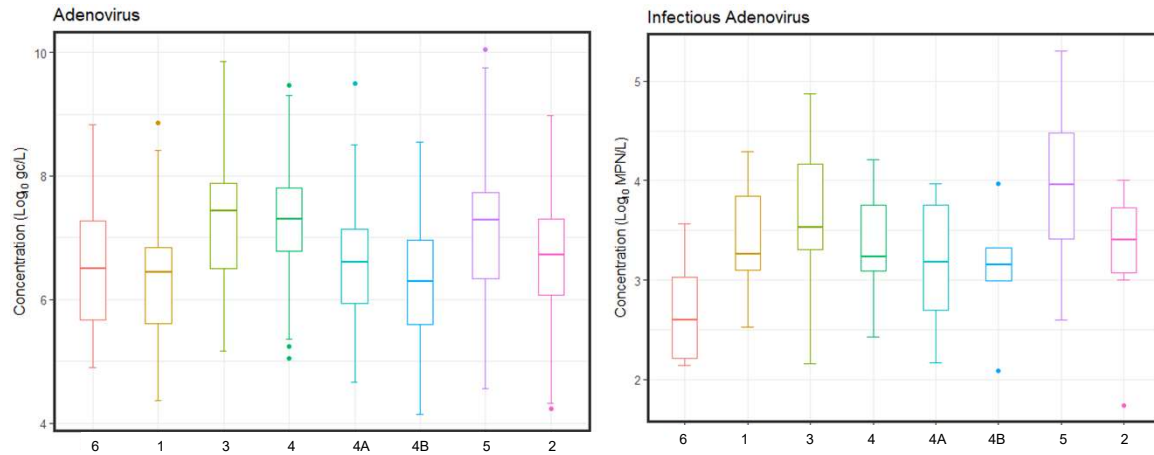 Adenovirus
Concentration (Log₁₀ gc/L)
10
8
6
4
6 1 3 4 4A 4B 5 2
Infectious Adenovirus
Concentration (Log₁₀ MPN/L)
5
4
3
2
6 1 3 4 4A 4B 5 2